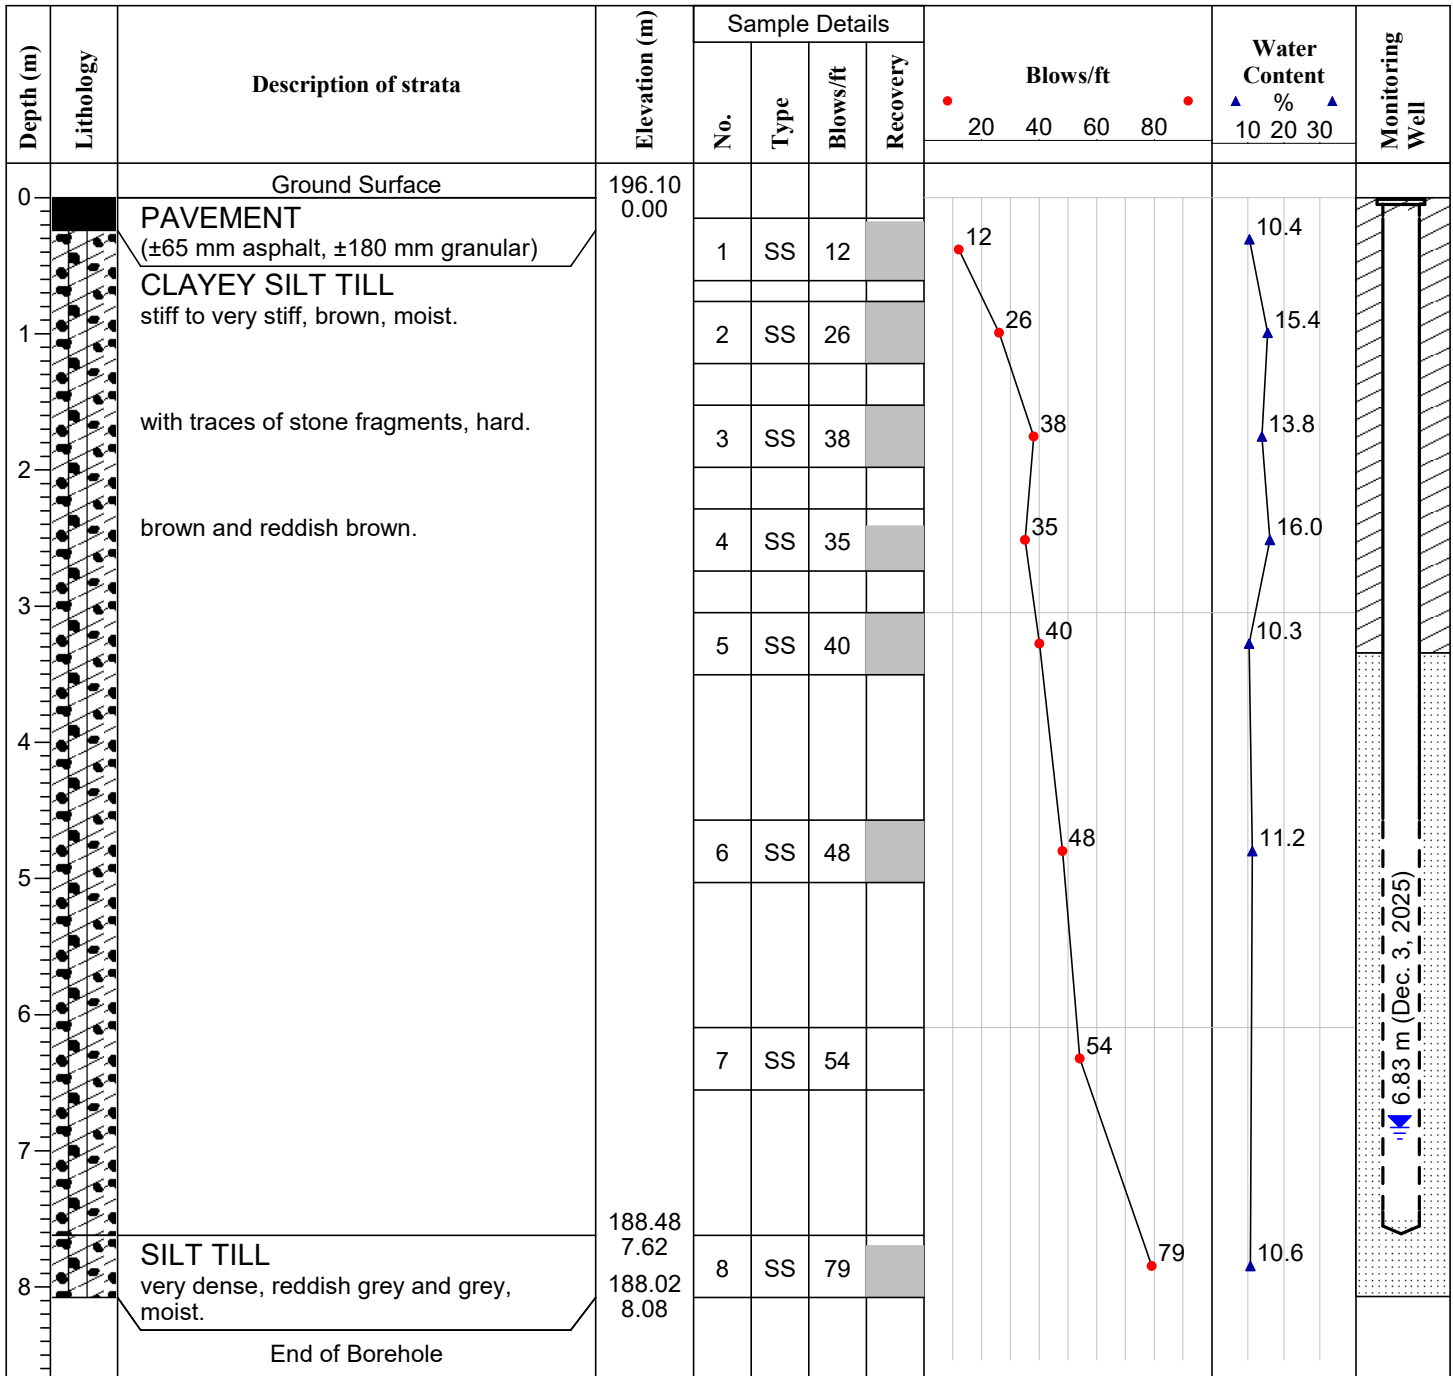 Depth (m)
Lithology
Description of strata
Elevation (m)
Sample Details
No.
Type
Blows/ft
Recovery
Blows/ft
20 40 60 80
Water
Content
%
10 20 30
Monitoring
Well
Ground Surface
196.10
0.00
0
PAVEMENT
(±65 mm asphalt, ±180 mm granular)
1 SS 12
12
10.4
CLAYEY SILT TILL
stiff to very stiff, brown, moist.
1
2 SS 26
26
15.4
with traces of stone fragments, hard.
3 SS 38
38
13.8
2
brown and reddish brown.
4 SS 35
35
16.0
3
5 SS 40
40
10.3
4
6 SS 48
48
11.2
5
6
7 SS 54
54
6.83 m (Dec. 3, 2025)
7
188.48
7.62
SILT TILL
very dense, reddish grey and grey,
moist.
8 SS 79
79
10.6
8
188.02
8.08
End of Borehole